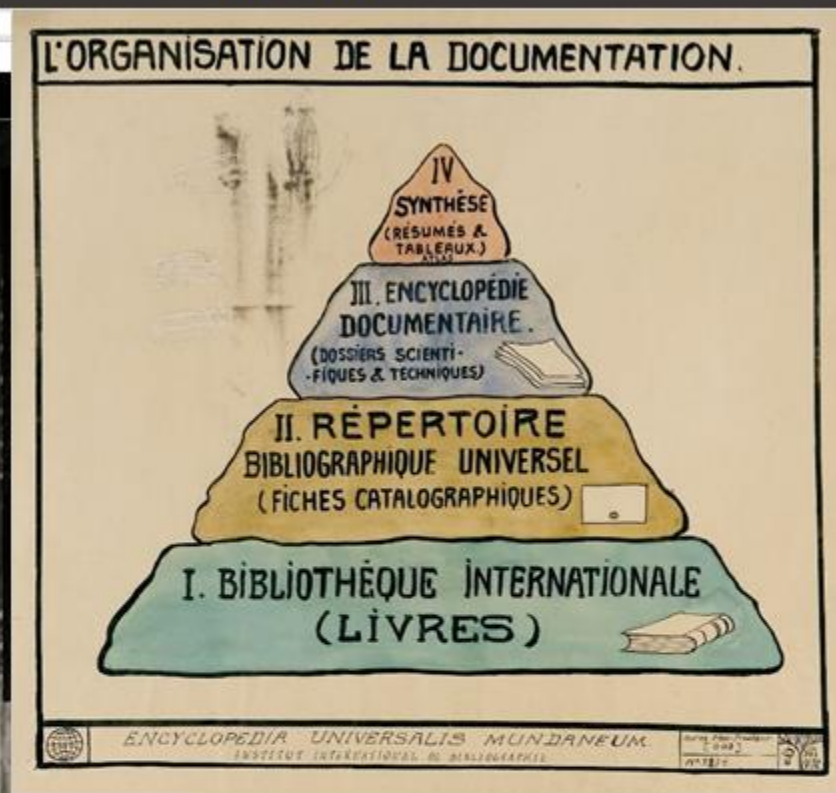 L'ORGANISATION DE LA DOCUMENTATION.
IV
SYNTHÈSE
(RÉSUMÉS &
TABLEAUX.)
ATLAS
III. ENCYCLOPÉDIE
DOCUMENTAIRE.
(DOSSIERS SCIENTI-
-FIQUES & TECHNIQUES)
II. RÉPERTOIRE
BIBLIOGRAPHIQUE UNIVERSEL
(FICHES CATALOGRAPHIQUES)
I. BIBLIOTHÈQUE INTERNATIONALE
(LIVRES)
ENCYCLOPEDIA UNIVERSALIS MUNDANEUM
INSTITUT INTERNATIONAL DE BIBLIOGRAPHIE